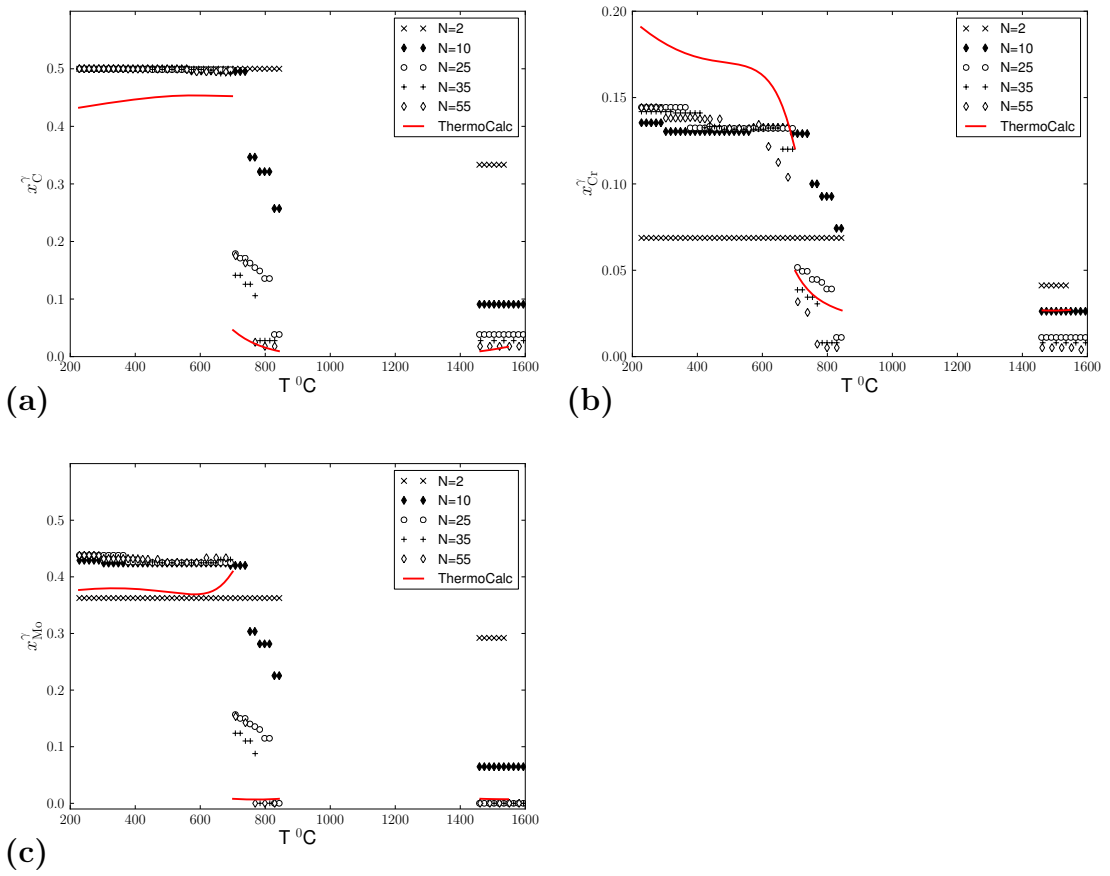 N=2
N=10
N=25
N=35
N=55
ThermoCalc
0.5
0.4
0.3
0.2
0.1
0.0
x_C^γ
200 400 600 800 1000 1200 1400 1600
T ⁰C
(a)
N=2
N=10
N=25
N=35
N=55
ThermoCalc
0.20
0.15
0.10
0.05
0.00
x_Cr^γ
200 400 600 800 1000 1200 1400 1600
T ⁰C
(b)
N=2
N=10
N=25
N=35
N=55
ThermoCalc
0.5
0.4
0.3
0.2
0.1
0.0
x_Mo^γ
200 400 600 800 1000 1200 1400 1600
T ⁰C
(c)